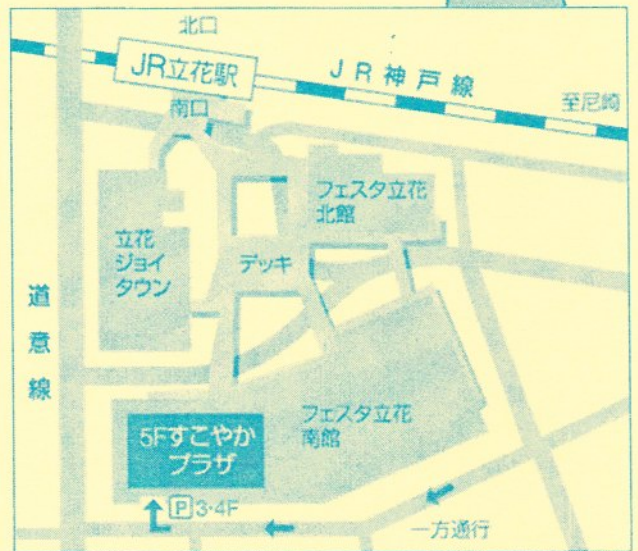 北口
JR立花駅
JR神戸線
至尼崎
南口
フェスタ立花
北館
立花
ジョイ
タウン
デッキ
道意線
フェスタ立花
南館
5Fすこやか
プラザ
P3・4F
一方通行